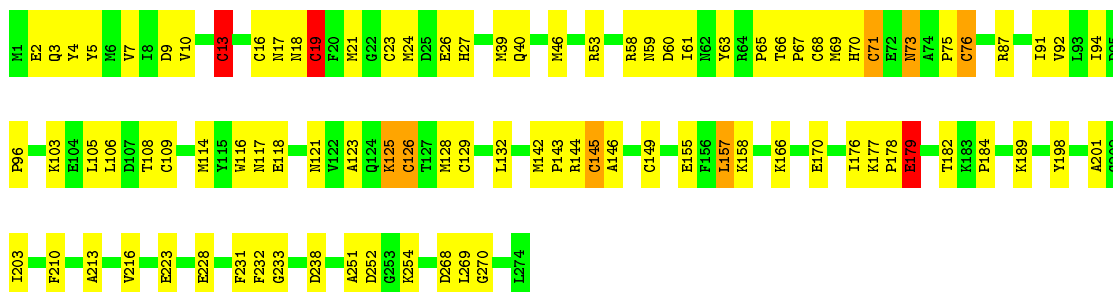 M1 E2 Q3 Y4 Y5 M6 V7 I8 D9 V10 C13 C16 N17 N18 C19 F20 M21 G22 C23 M24 D25 E26 H27 M39 Q40 M46 R53 R58 N59 D60 I61 N62 Y63 R64 P65 T66 P67 C68 M69 H70 C71 E72 N73 A74 P75 C76 R87 I91 V92 L93 I94
P96 K103 E104 L105 L106 D107 T108 C109 M114 Y115 W116 N117 E118 N121 V122 A123 Q124 K125 C126 T127 M128 C129 L132 M142 P143 R144 C145 A146 C149 E155 F156 L157 K158 K166 E170 I176 K177 P178 E179 T182 K183 P184 K189 Y198 A201
I203 F210 A213 V216 E223 E228 F231 F232 G233 D238 A251 D252 G253 K254 D268 L269 G270 L274